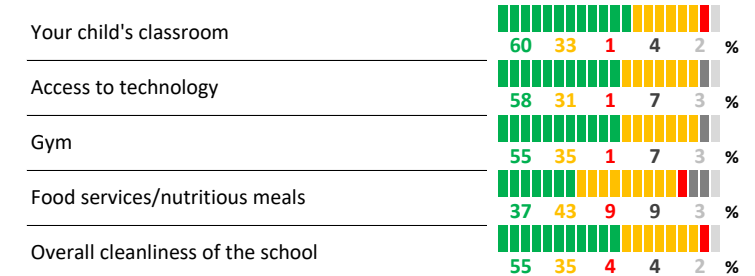 Your child's classroom
60 33 1 4 2 %
Access to technology
58 31 1 7 3 %
Gym
55 35 1 7 3 %
Food services/nutritious meals
37 43 9 9 3 %
Overall cleanliness of the school
55 35 4 4 2 %